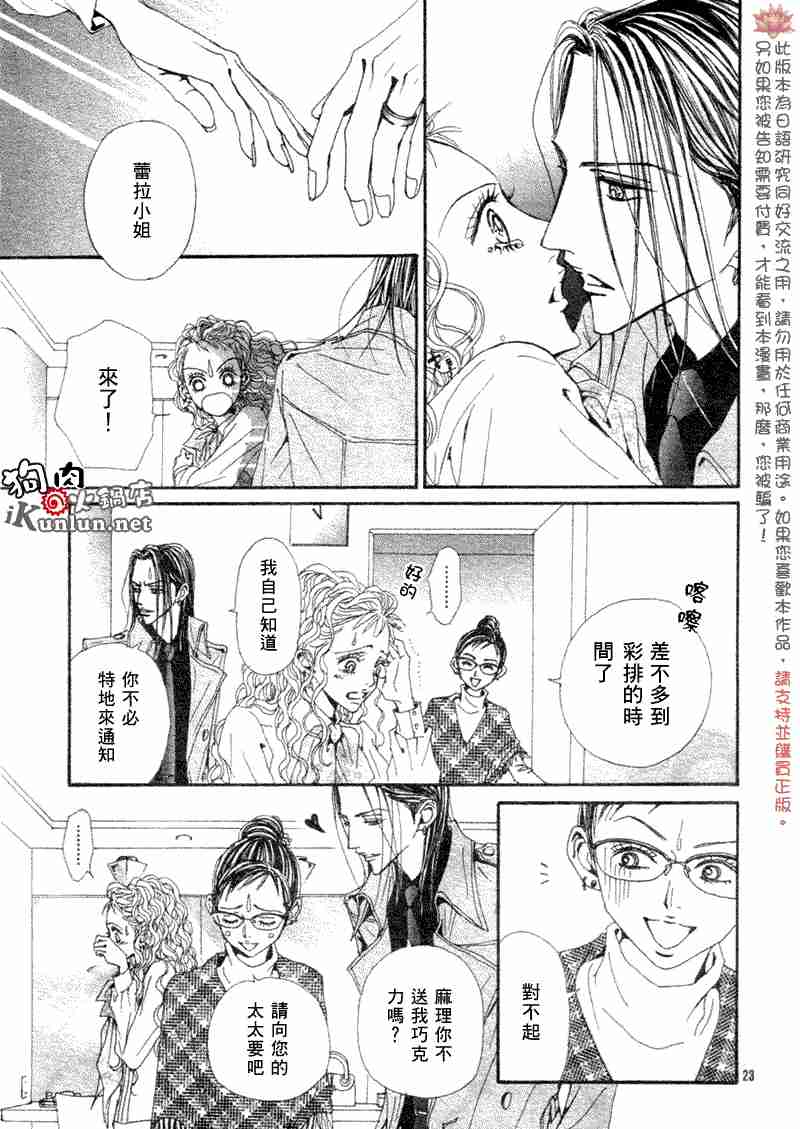 蕾拉小姐
來了！
狗肉
火鍋店
iKunlun.net
喀嚓
差不多到
彩排的時
間了
………
好的
我自己知道
你不必
特地來通知
對不起
麻理你不
送我巧克
力嗎？
請向您的
太太要吧
………
23
此版本為日語研究同好交流之用，請勿用於任何商業用途。如果您喜歡本作品，請支持並購買正版。
另如果您被告知需要付費，才能看到本漫畫，那麼，您被騙了！